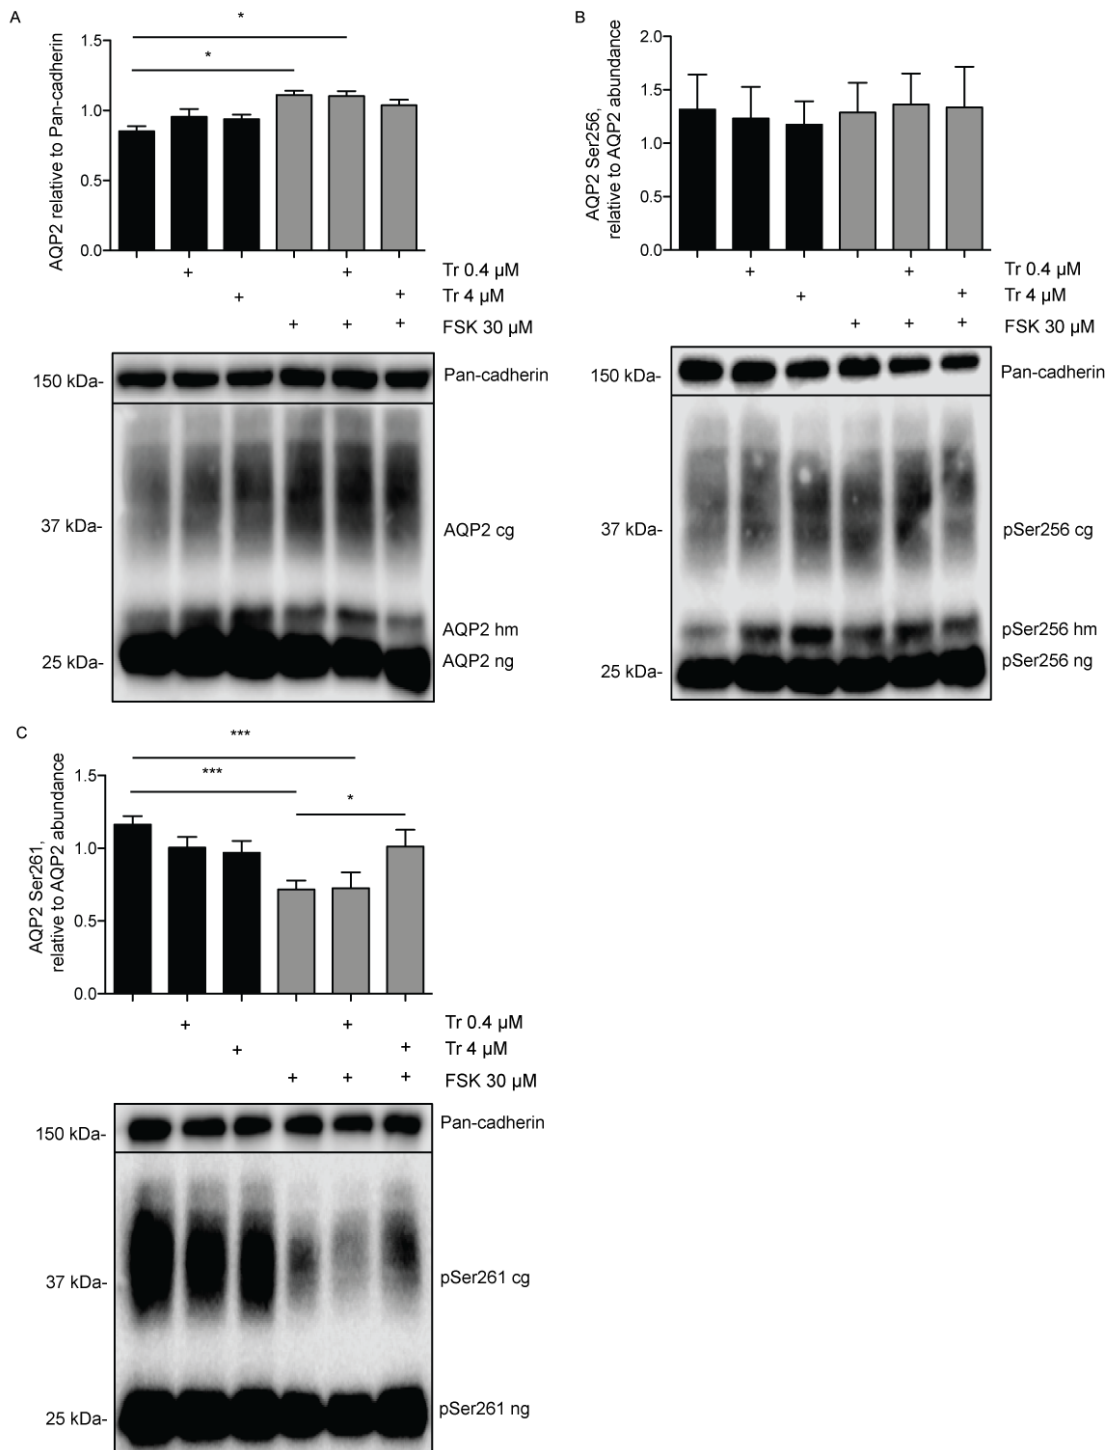 A
AQP2 relative to Pan-cadherin
1.5
1.0
0.5
0.0
*
*
+ + Tr 0.4 µM
+ + Tr 4 µM
+ + + FSK 30 µM
150 kDa- Pan-cadherin
37 kDa- AQP2 cg
AQP2 hm
25 kDa- AQP2 ng
B
AQP2 Ser256,
relative to AQP2 abundance
2.0
1.5
1.0
0.5
0.0
+ + Tr 0.4 µM
+ + Tr 4 µM
+ + + FSK 30 µM
150 kDa- Pan-cadherin
37 kDa- pSer256 cg
pSer256 hm
25 kDa- pSer256 ng
C
AQP2 Ser261,
relative to AQP2 abundance
1.5
1.0
0.5
0.0
***
***
*
+ + Tr 0.4 µM
+ + Tr 4 µM
+ + + FSK 30 µM
150 kDa- Pan-cadherin
37 kDa- pSer261 cg
25 kDa- pSer261 ng